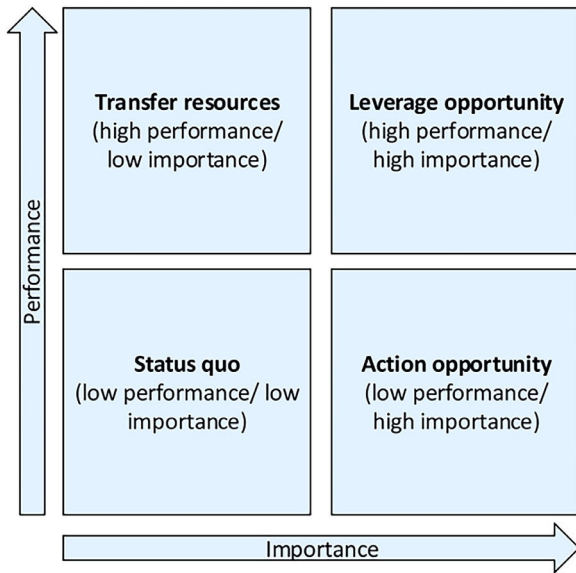 Transfer resources
(high performance/
low importance)
Leverage opportunity
(high performance/
high importance)
Performance
Status quo
(low performance/ low
importance)
Action opportunity
(low performance/
high importance)
Importance